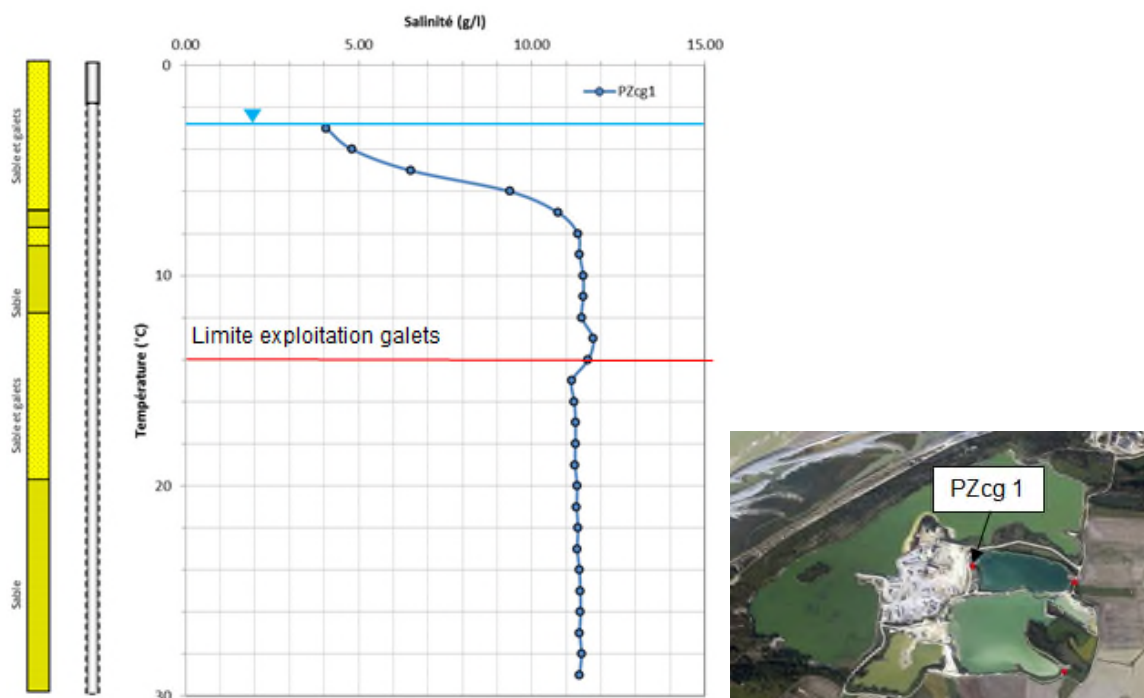 Salinité (g/l)
0.00 5.00 10.00 15.00
0
PZcg1
Sable et galets
10
Sable
Limite exploitation galets
Température (°C)
Sable et galets
20
Sable
30
PZcg 1